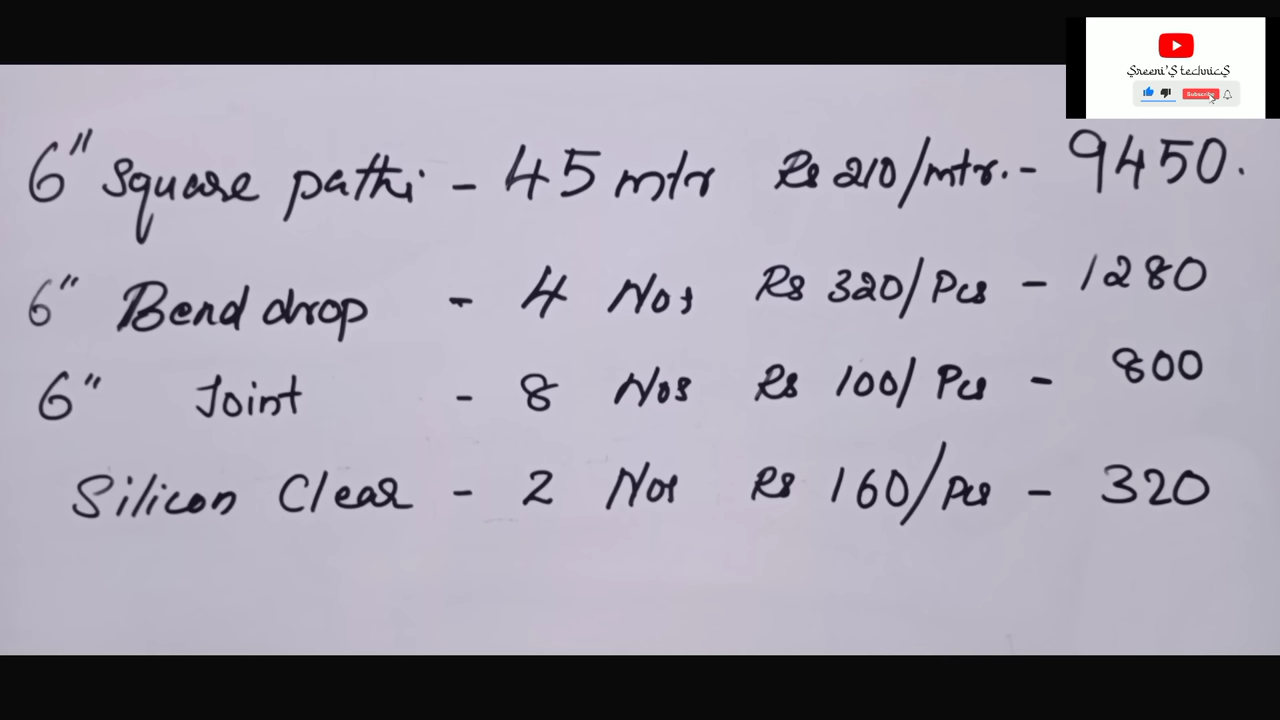 Sreeni'S technicS
Subscribe
6" Square pathi - 45 mtr Rs 210/mtr. - 9450.
6" Bend drop - 4 Nos Rs 320/Pcs - 1280
6" Joint - 8 Nos Rs 100/Pcs - 800
Silicon Clear - 2 Nos Rs 160/Pcs - 320